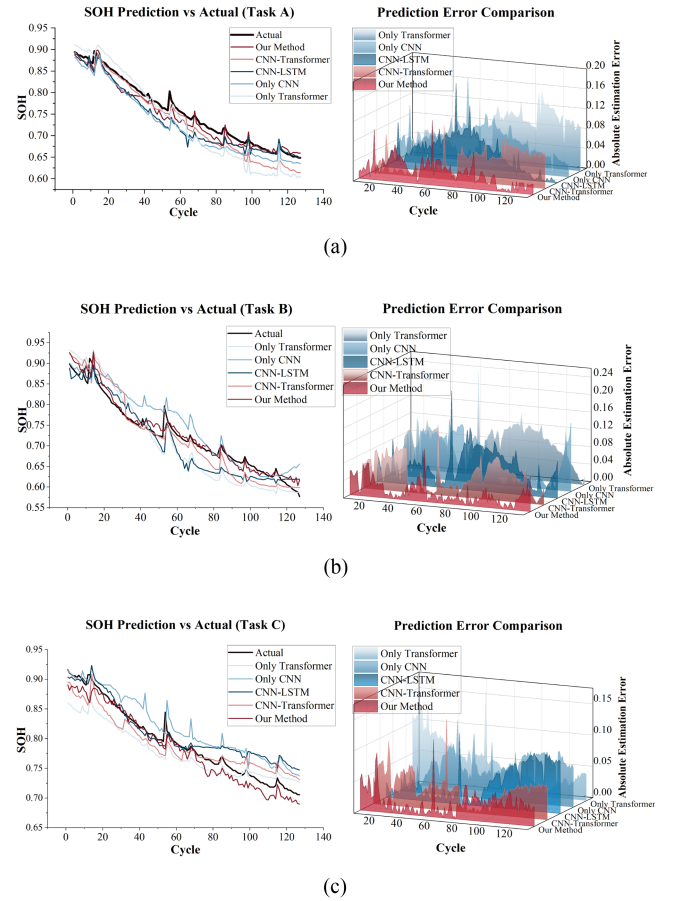 SOH Prediction vs Actual (Task A)
0.95
0.90
0.85
0.80
0.75
0.70
0.65
0.60
SOH
0 20 40 60 80 100 120 140
Cycle
Actual
Our Method
CNN-Transformer
CNN-LSTM
Only CNN
Only Transformer
Prediction Error Comparison
Only Transformer
Only CNN
CNN-LSTM
CNN-Transformer
Our Method
0.20
0.16
0.12
0.08
0.04
0.00
Absolute Estimation Error
Only Transformer
Only CNN
CNN-LSTM
CNN-Transformer
Our Method
20 40 60 80 100 120
Cycle
(a)
SOH Prediction vs Actual (Task B)
0.95
0.90
0.85
0.80
0.75
0.70
0.65
0.60
0.55
SOH
0 20 40 60 80 100 120 140
Cycle
Actual
Only Transformer
Only CNN
CNN-LSTM
CNN-Transformer
Our Method
Prediction Error Comparison
Only Transformer
Only CNN
CNN-LSTM
CNN-Transformer
Our Method
0.24
0.20
0.16
0.12
0.08
0.04
0.00
Absolute Estimation Error
Only Transformer
Only CNN
CNN-LSTM
CNN-Transformer
Our Method
20 40 60 80 100 120
Cycle
(b)
SOH Prediction vs Actual (Task C)
0.95
0.90
0.85
0.80
0.75
0.70
0.65
SOH
0 20 40 60 80 100 120 140
Cycle
Actual
Only Transformer
Only CNN
CNN-LSTM
CNN-Transformer
Our Method
Prediction Error Comparison
Only Transformer
Only CNN
CNN-LSTM
CNN-Transformer
Our Method
0.15
0.10
0.05
0.00
Absolute Estimation Error
Only Transformer
Only CNN
CNN-LSTM
CNN-Transformer
Our Method
20 40 60 80 100 120
Cycle
(c)